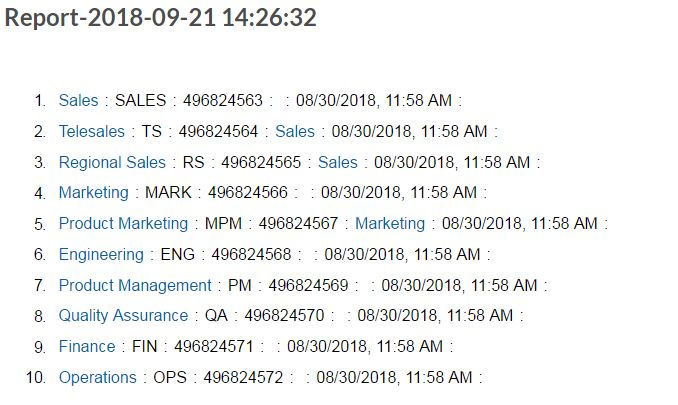 Report-2018-09-21 14:26:32
1. Sales : SALES : 496824563 : : 08/30/2018, 11:58 AM :
2. Telesales : TS : 496824564 : Sales : 08/30/2018, 11:58 AM :
3. Regional Sales : RS : 496824565 : Sales : 08/30/2018, 11:58 AM :
4. Marketing : MARK : 496824566 : : 08/30/2018, 11:58 AM :
5. Product Marketing : MPM : 496824567 : Marketing : 08/30/2018, 11:58 AM :
6. Engineering : ENG : 496824568 : : 08/30/2018, 11:58 AM :
7. Product Management : PM : 496824569 : : 08/30/2018, 11:58 AM :
8. Quality Assurance : QA : 496824570 : : 08/30/2018, 11:58 AM :
9. Finance : FIN : 496824571 : : 08/30/2018, 11:58 AM :
10. Operations : OPS : 496824572 : : 08/30/2018, 11:58 AM :